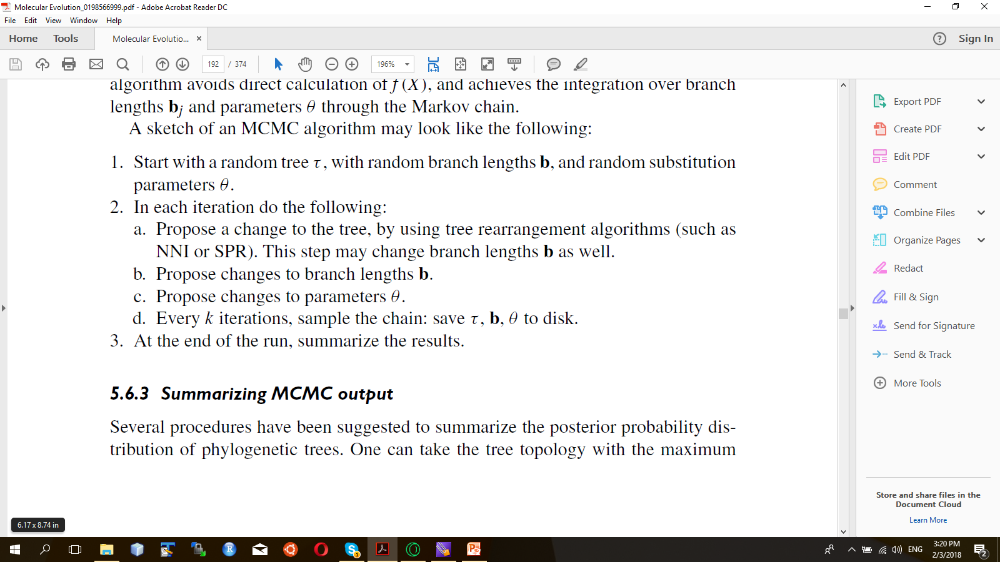 Molecular Evolution_0198566999.pdf - Adobe Acrobat Reader DC
File Edit View Window Help
Home Tools Molecular Evolutio... × ? Sign In
192 / 374 196%
algorithm avoids direct calculation of f (X), and achieves the integration over branch
lengths bj and parameters θ through the Markov chain.
A sketch of an MCMC algorithm may look like the following:
1. Start with a random tree τ, with random branch lengths b, and random substitution
parameters θ.
2. In each iteration do the following:
a. Propose a change to the tree, by using tree rearrangement algorithms (such as
NNI or SPR). This step may change branch lengths b as well.
b. Propose changes to branch lengths b.
c. Propose changes to parameters θ.
d. Every k iterations, sample the chain: save τ, b, θ to disk.
3. At the end of the run, summarize the results.
5.6.3 Summarizing MCMC output
Several procedures have been suggested to summarize the posterior probability dis-
tribution of phylogenetic trees. One can take the tree topology with the maximum
6.17 x 8.74 in
Export PDF
Create PDF
Edit PDF
Comment
Combine Files
Organize Pages
Redact
Fill & Sign
Send for Signature
Send & Track
More Tools
Store and share files in the
Document Cloud
Learn More
ENG
3:20 PM
2/3/2018
2